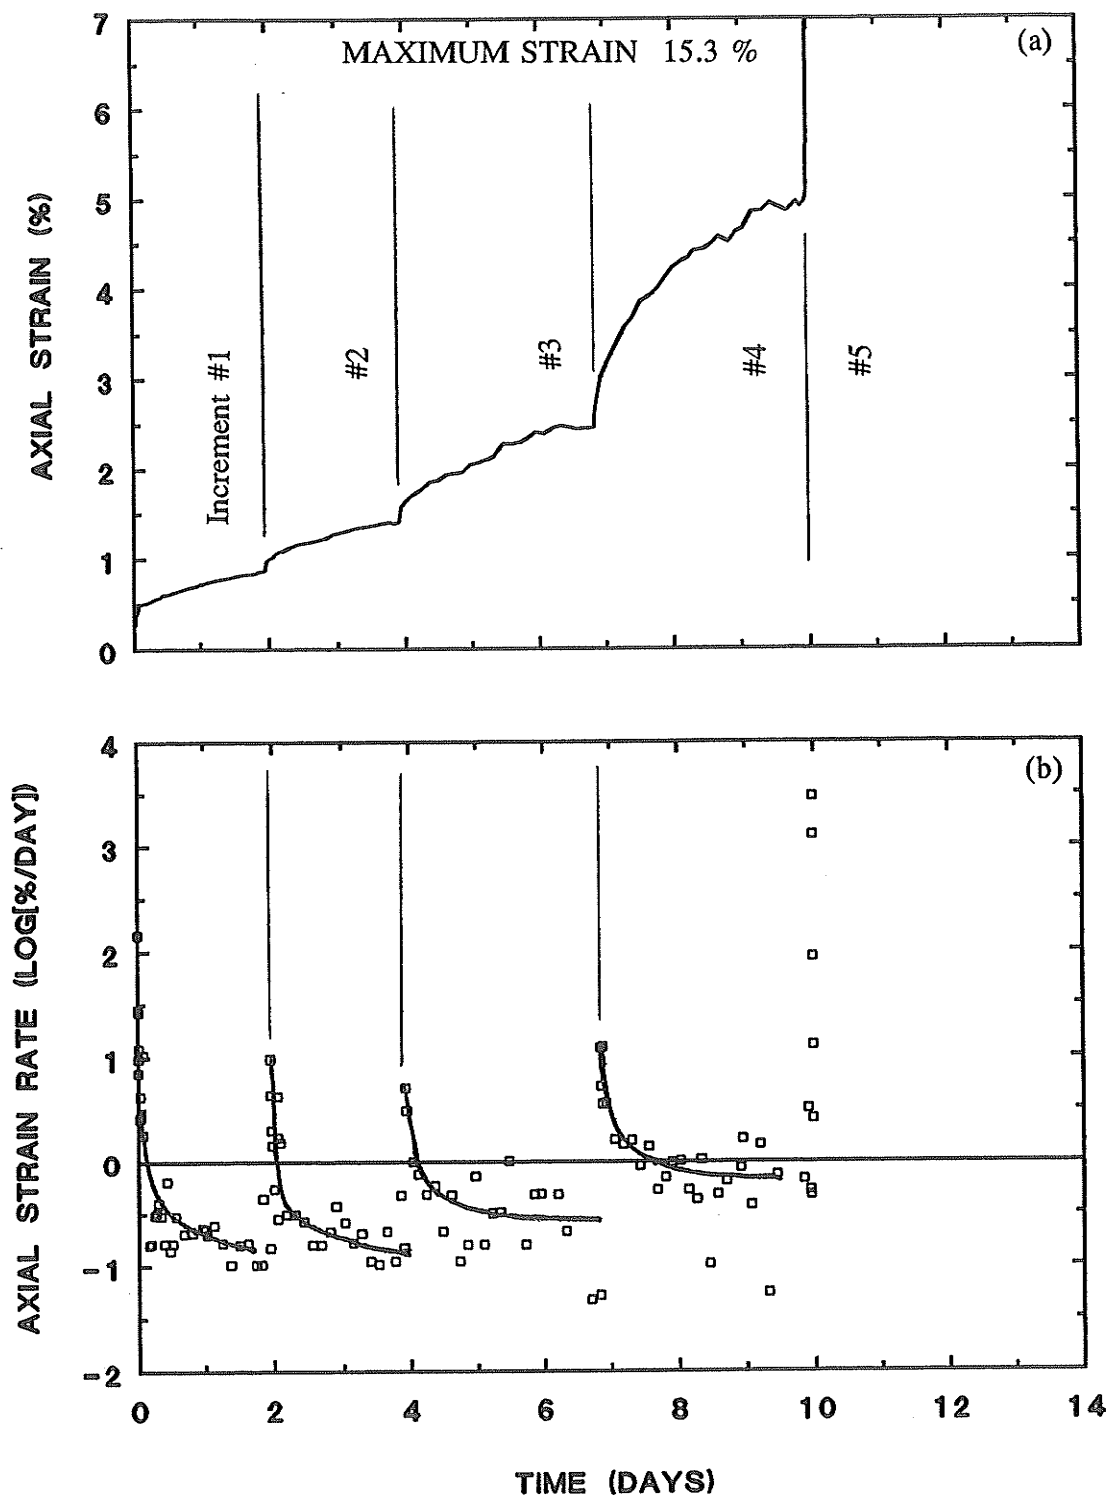 MAXIMUM STRAIN 15.3 %
(a)
7
6
5
4
3
2
1
0
AXIAL STRAIN (%)
Increment #1
#2
#3
#4
#5
(b)
4
3
2
1
0
-1
-2
AXIAL STRAIN RATE (LOG[%/DAY])
0 2 4 6 8 10 12 14
TIME (DAYS)